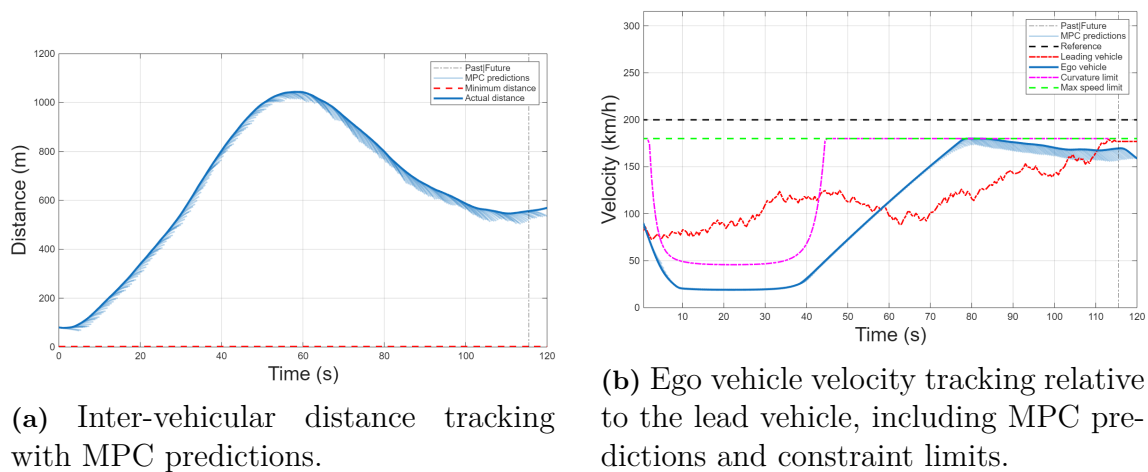 1200
1000
800
600
400
200
0
0 20 40 60 80 100 120
Distance (m)
Time (s)
Past|Future
MPC predictions
Minimum distance
Actual distance
(a) Inter-vehicular distance tracking
with MPC predictions.
300
250
200
150
100
50
0
10 20 30 40 50 60 70 80 90 100 110 120
Velocity (km/h)
Time (s)
Past|Future
MPC predictions
Reference
Leading vehicle
Ego vehicle
Curvature limit
Max speed limit
(b) Ego vehicle velocity tracking relative
to the lead vehicle, including MPC pre-
dictions and constraint limits.